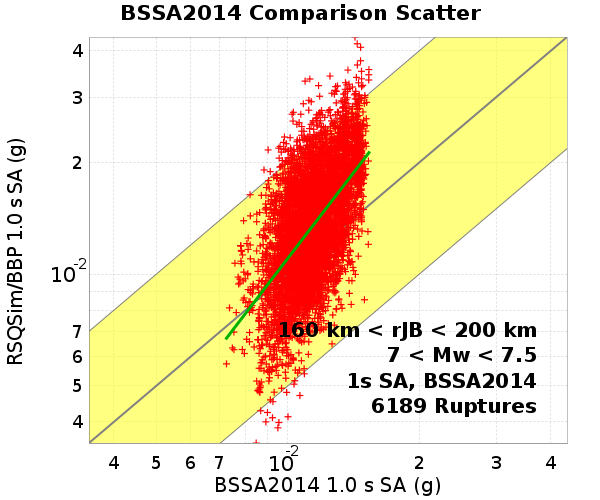 BSSA2014 Comparison Scatter
RSQSim/BBP 1.0 s SA (g)
4
3
2
10-2
7
6
5
4
160 km < rJB < 200 km
7 < Mw < 7.5
1s SA, BSSA2014
6189 Ruptures
4 5 6 7 10-2 2 3 4
BSSA2014 1.0 s SA (g)